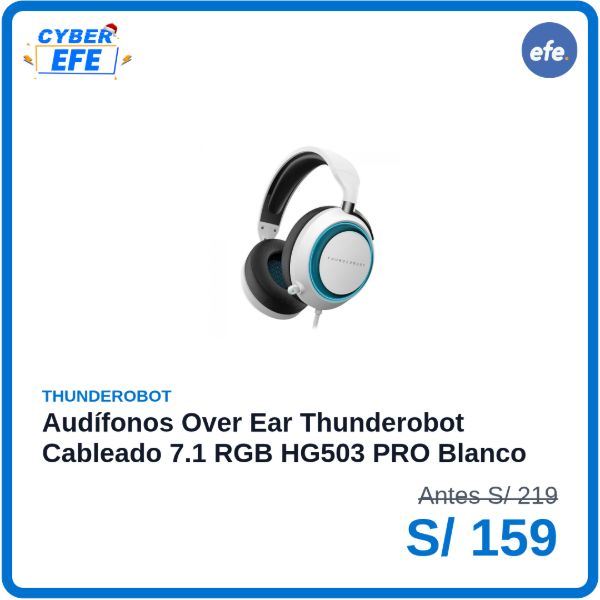 CYBER
EFE
efe.
THUNDEROBOT
THUNDEROBOT
Audífonos Over Ear Thunderobot
Cableado 7.1 RGB HG503 PRO Blanco
Antes S/ 219
S/ 159